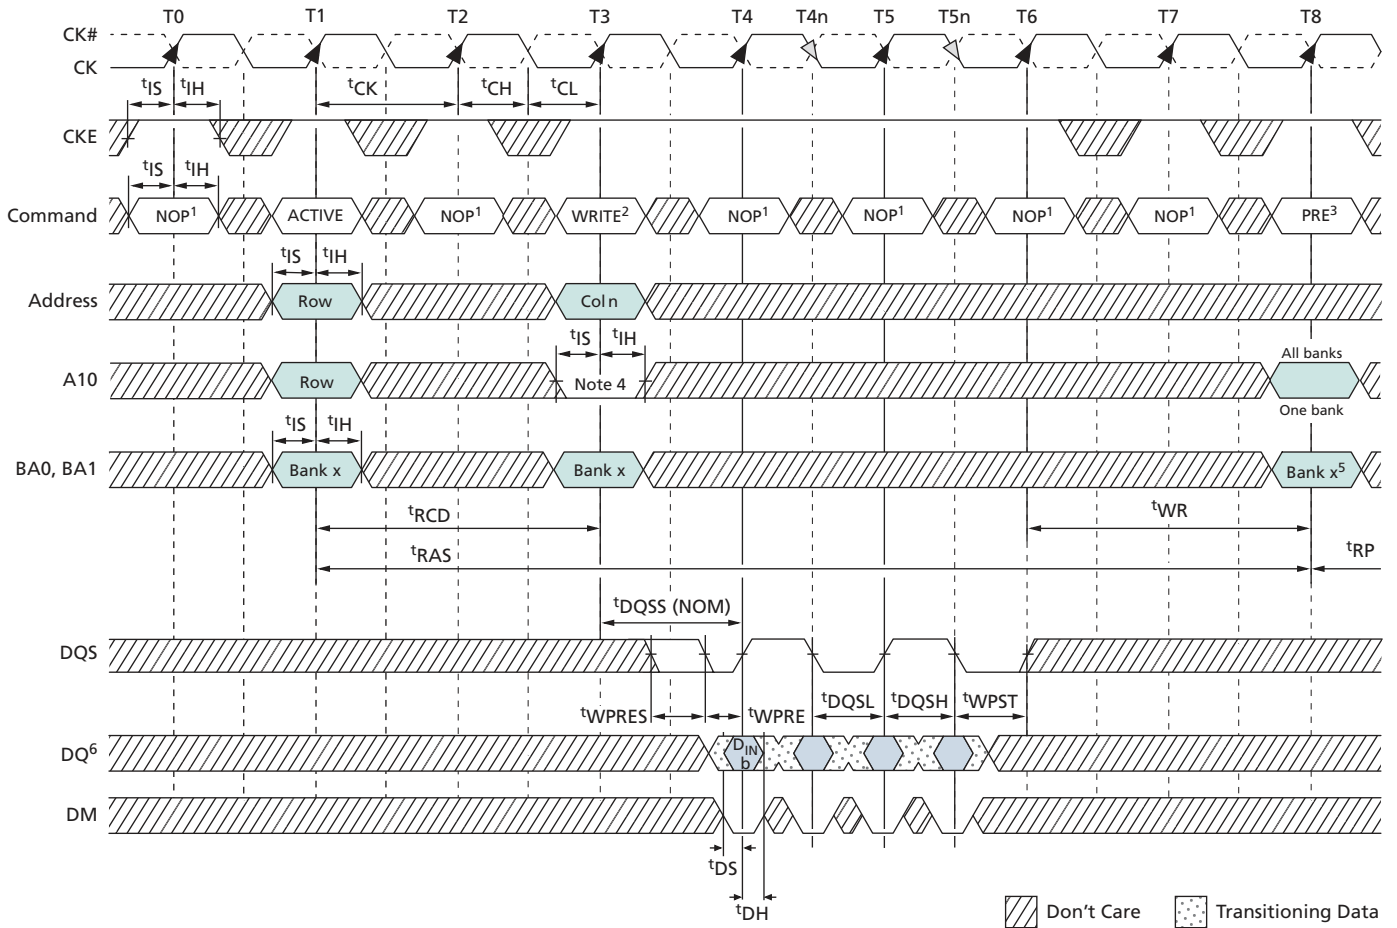 T0 T1 T2 T3 T4 T4n T5 T5n T6 T7 T8
CK#
CK
tIS tIH tCK tCH tCL
CKE
tIS tIH
Command NOP1 ACTIVE NOP1 WRITE2 NOP1 NOP1 NOP1 NOP1 PRE3
tIS tIH
Address Row Col n
tIS tIH
All banks
A10 Row Note 4
One bank
tIS tIH
BA0, BA1 Bank x Bank x Bank x5
tRCD tWR
tRAS tRP
tDQSS (NOM)
DQS
tWPRES tWPRE tDQSL tDQSH tWPST
DQ6 DIN
b
DM
tDS
tDH
Don't Care Transitioning Data